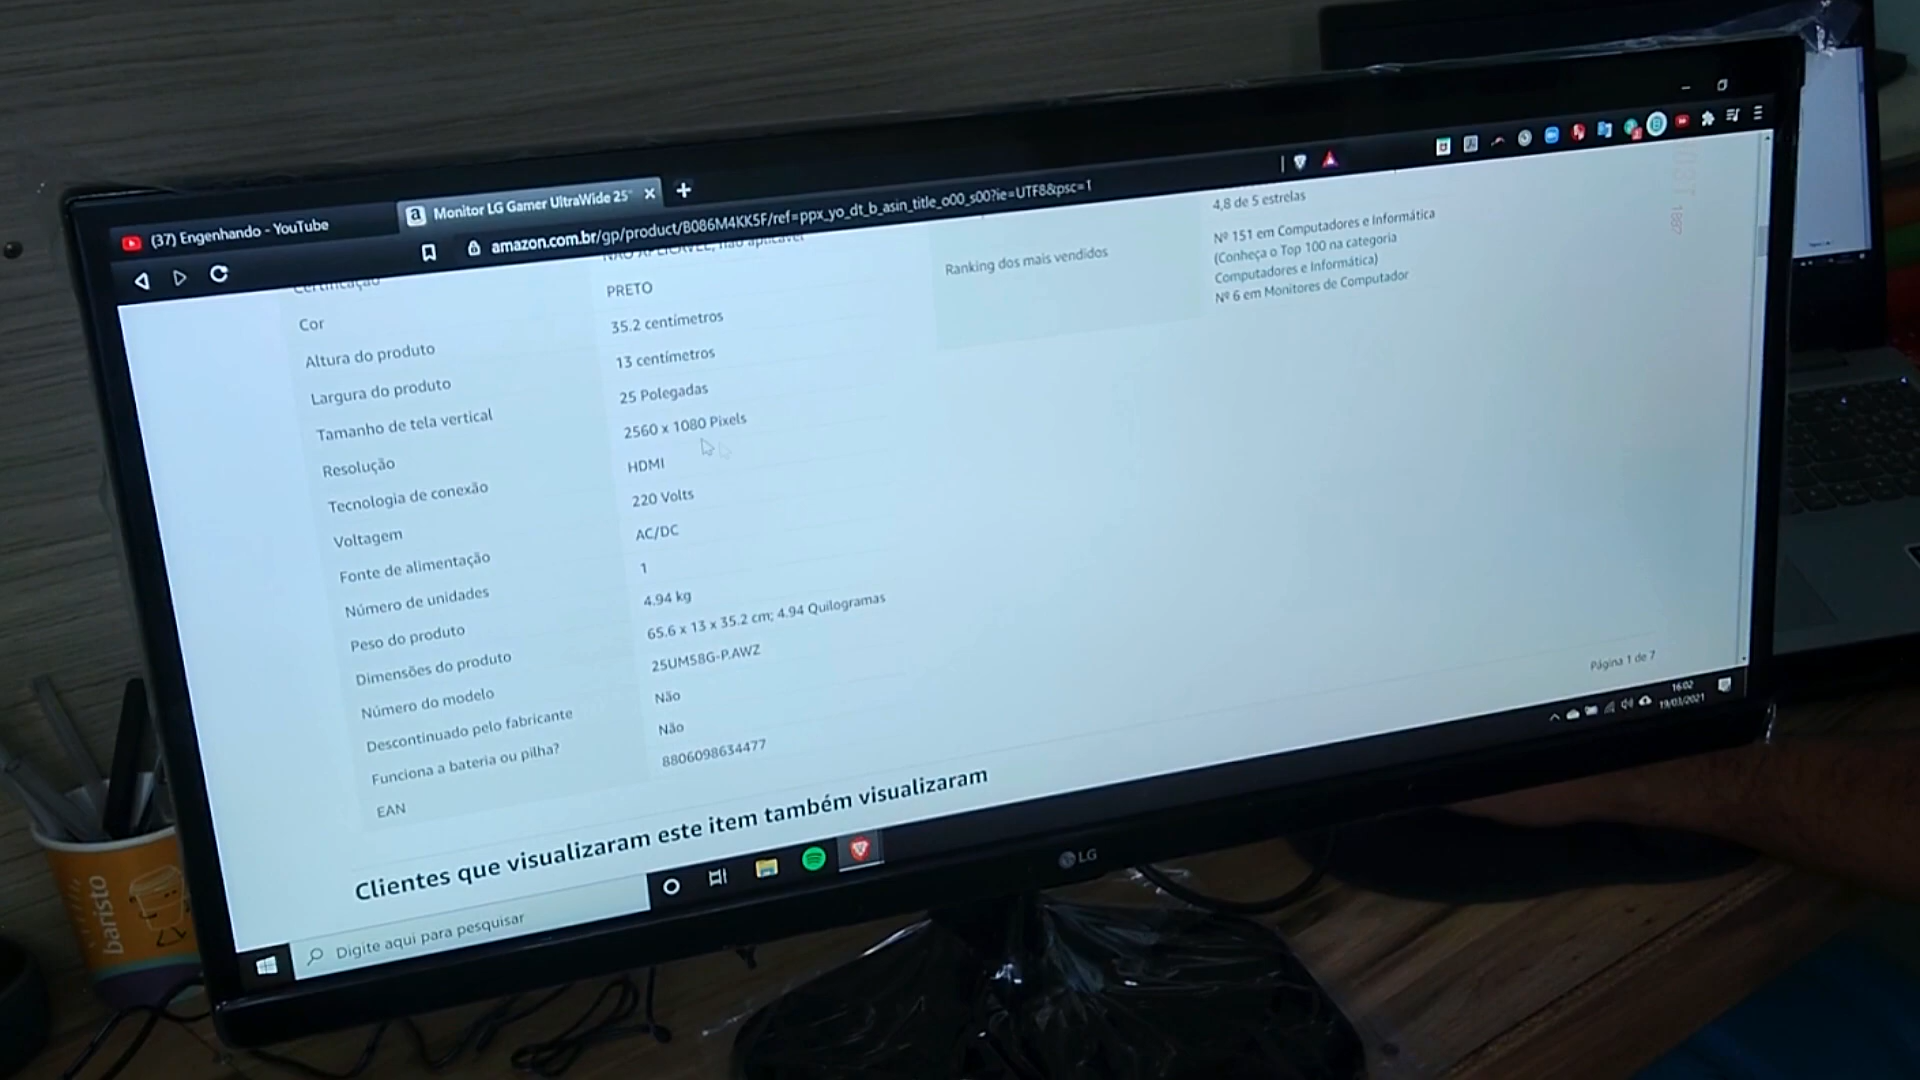 (37) Engenhando - YouTube
Monitor LG Gamer UltraWide 25"
amazon.com.br/gp/product/B086M4KK5F/ref=ppx_yo_dt_b_asin_title_o00_s00?ie=UTF8&psc=1
Certificação
Cor PRETO
Altura do produto 35.2 centímetros
Largura do produto 13 centímetros
Tamanho de tela vertical 25 Polegadas
Resolução 2560 x 1080 Pixels
Tecnologia de conexão HDMI
Voltagem 220 Volts
Fonte de alimentação AC/DC
Número de unidades 1
Peso do produto 4.94 kg
Dimensões do produto 65.6 x 13 x 35.2 cm; 4.94 Quilogramas
Número do modelo 25UM58G-P.AWZ
Descontinuado pelo fabricante Não
Funciona a bateria ou pilha? Não
EAN 8806098634477
Ranking dos mais vendidos
4,8 de 5 estrelas
Nº 151 em Computadores e Informática
(Conheça o Top 100 na categoria
Computadores e Informática)
Nº 6 em Monitores de Computador
Clientes que visualizaram este item também visualizaram
Página 1 de 7
Digite aqui para pesquisar
16:02
19/03/2021
LG
baristo